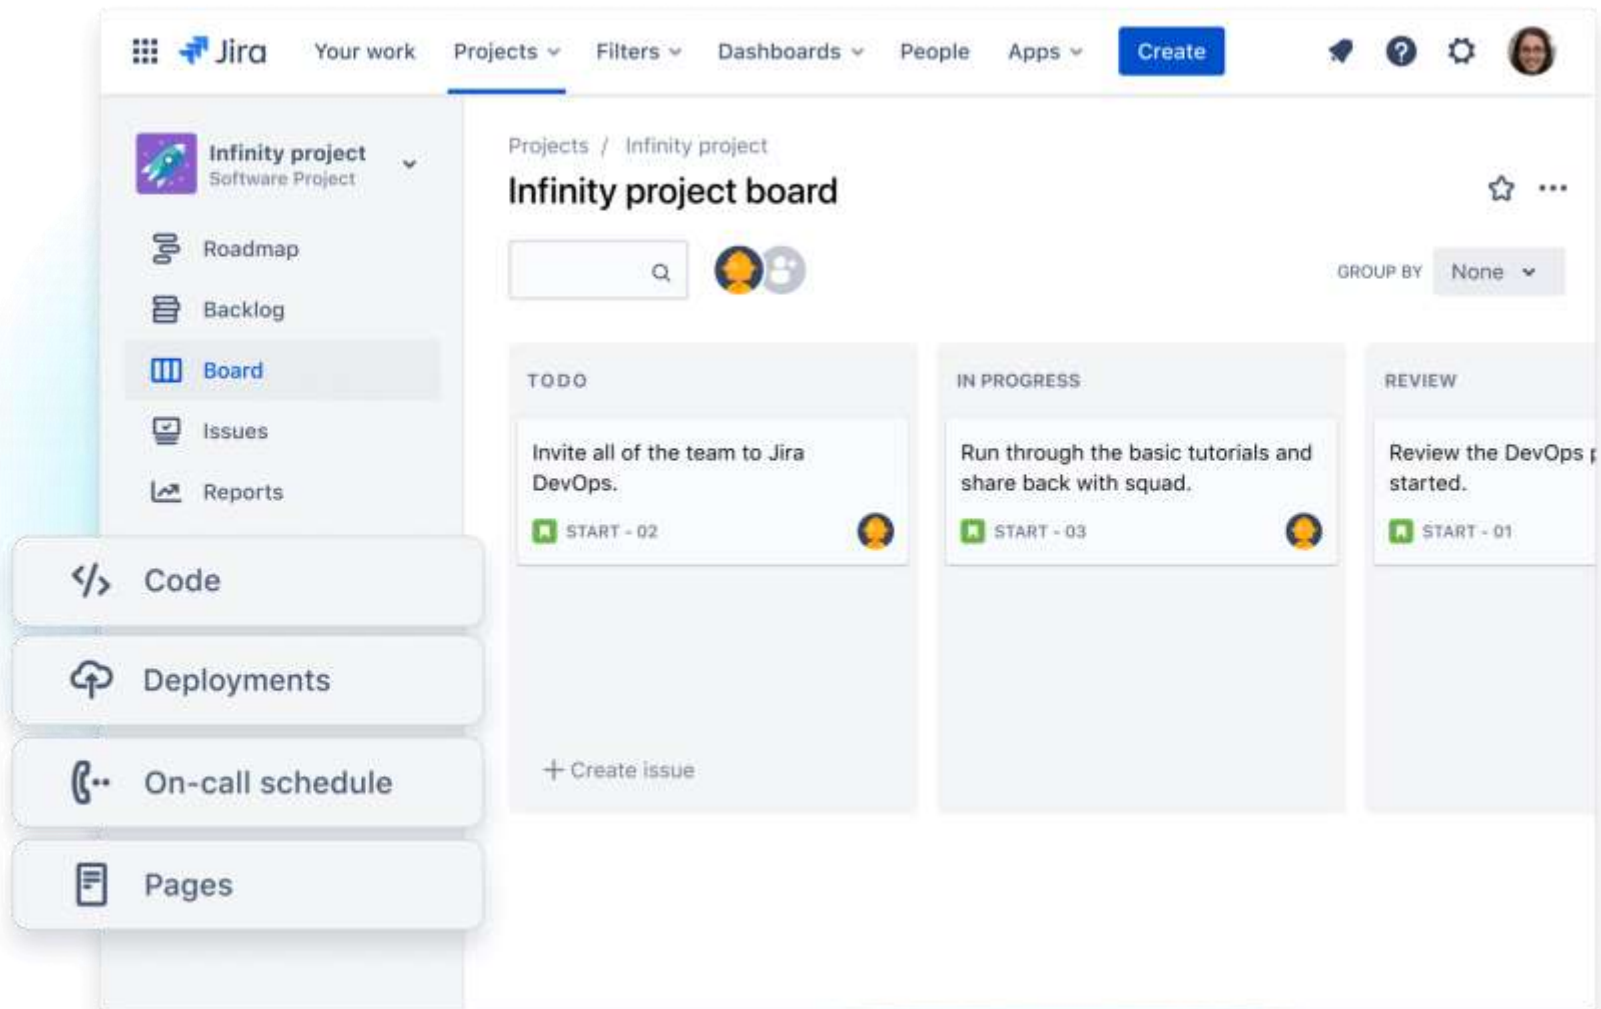 Jira Your work Projects Filters Dashboards People Apps Create
Infinity project
Software Project
Roadmap
Backlog
Board
Issues
Reports
Code
Deployments
On-call schedule
Pages
Projects / Infinity project
Infinity project board
GROUP BY None
TODO
Invite all of the team to Jira
DevOps.
START - 02
+ Create issue
IN PROGRESS
Run through the basic tutorials and
share back with squad.
START - 03
REVIEW
Review the DevOps
started.
START - 01